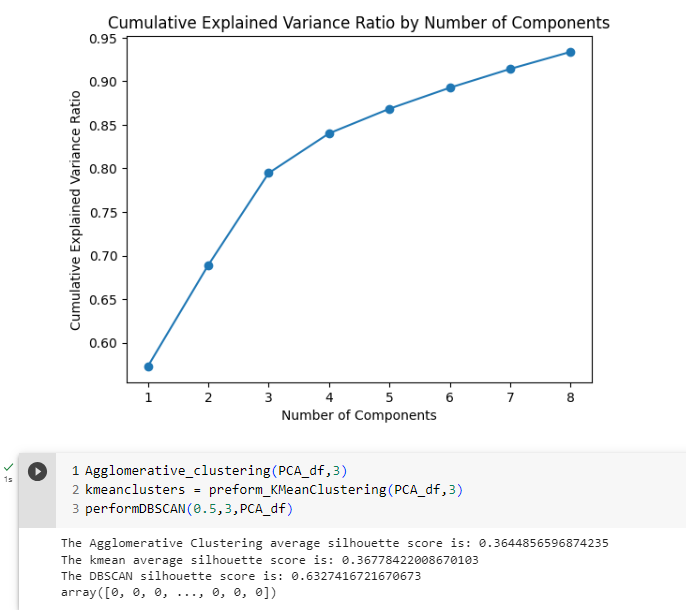 Cumulative Explained Variance Ratio by Number of Components
0.95
0.90
0.85
0.80
0.75
0.70
0.65
0.60
Cumulative Explained Variance Ratio
1 2 3 4 5 6 7 8
Number of Components
1s
1 Agglomerative_clustering(PCA_df,3)
2 kmeanclusters = preform_KMeanClustering(PCA_df,3)
3 performDBSCAN(0.5,3,PCA_df)
The Agglomerative Clustering average silhouette score is: 0.3644856596874235
The kmean average silhouette score is: 0.36778422008670103
The DBSCAN silhouette score is: 0.6327416721670673
array([0, 0, 0, ..., 0, 0, 0])